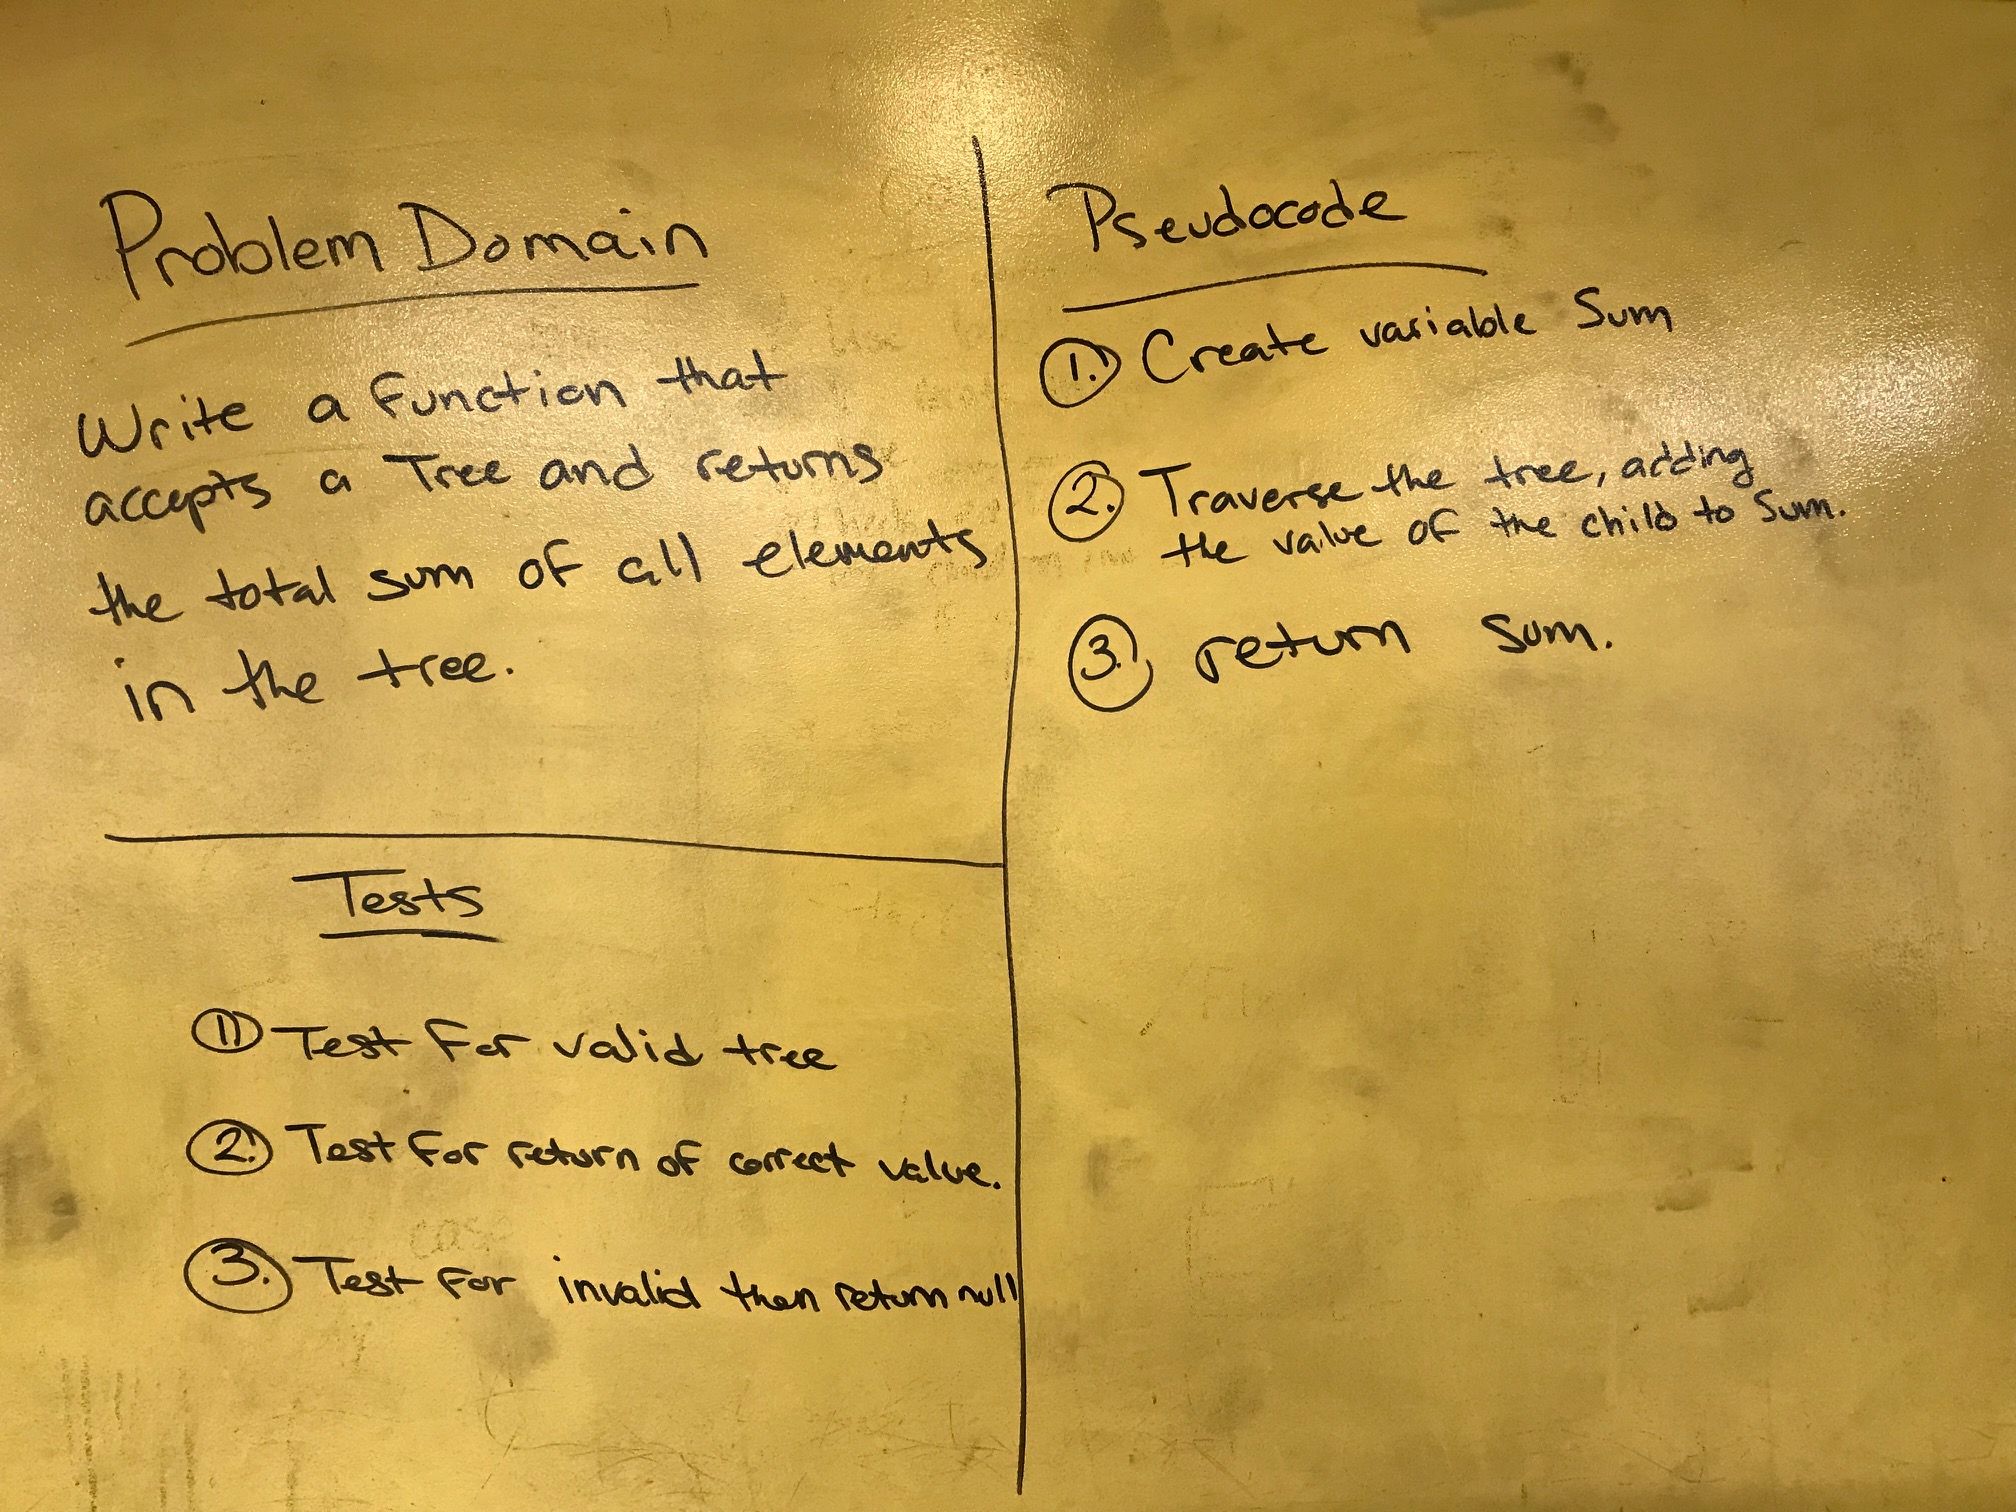 Problem Domain
Write a function that
accepts a Tree and returns
the total sum of all elements
in the tree.
Tests
1) Test for valid tree
2. Test for return of correct value.
3. Test for invalid then return null
Pseudocode
1. Create variable Sum
2. Traverse the tree, adding
the value of the child to Sum.
3. return sum.